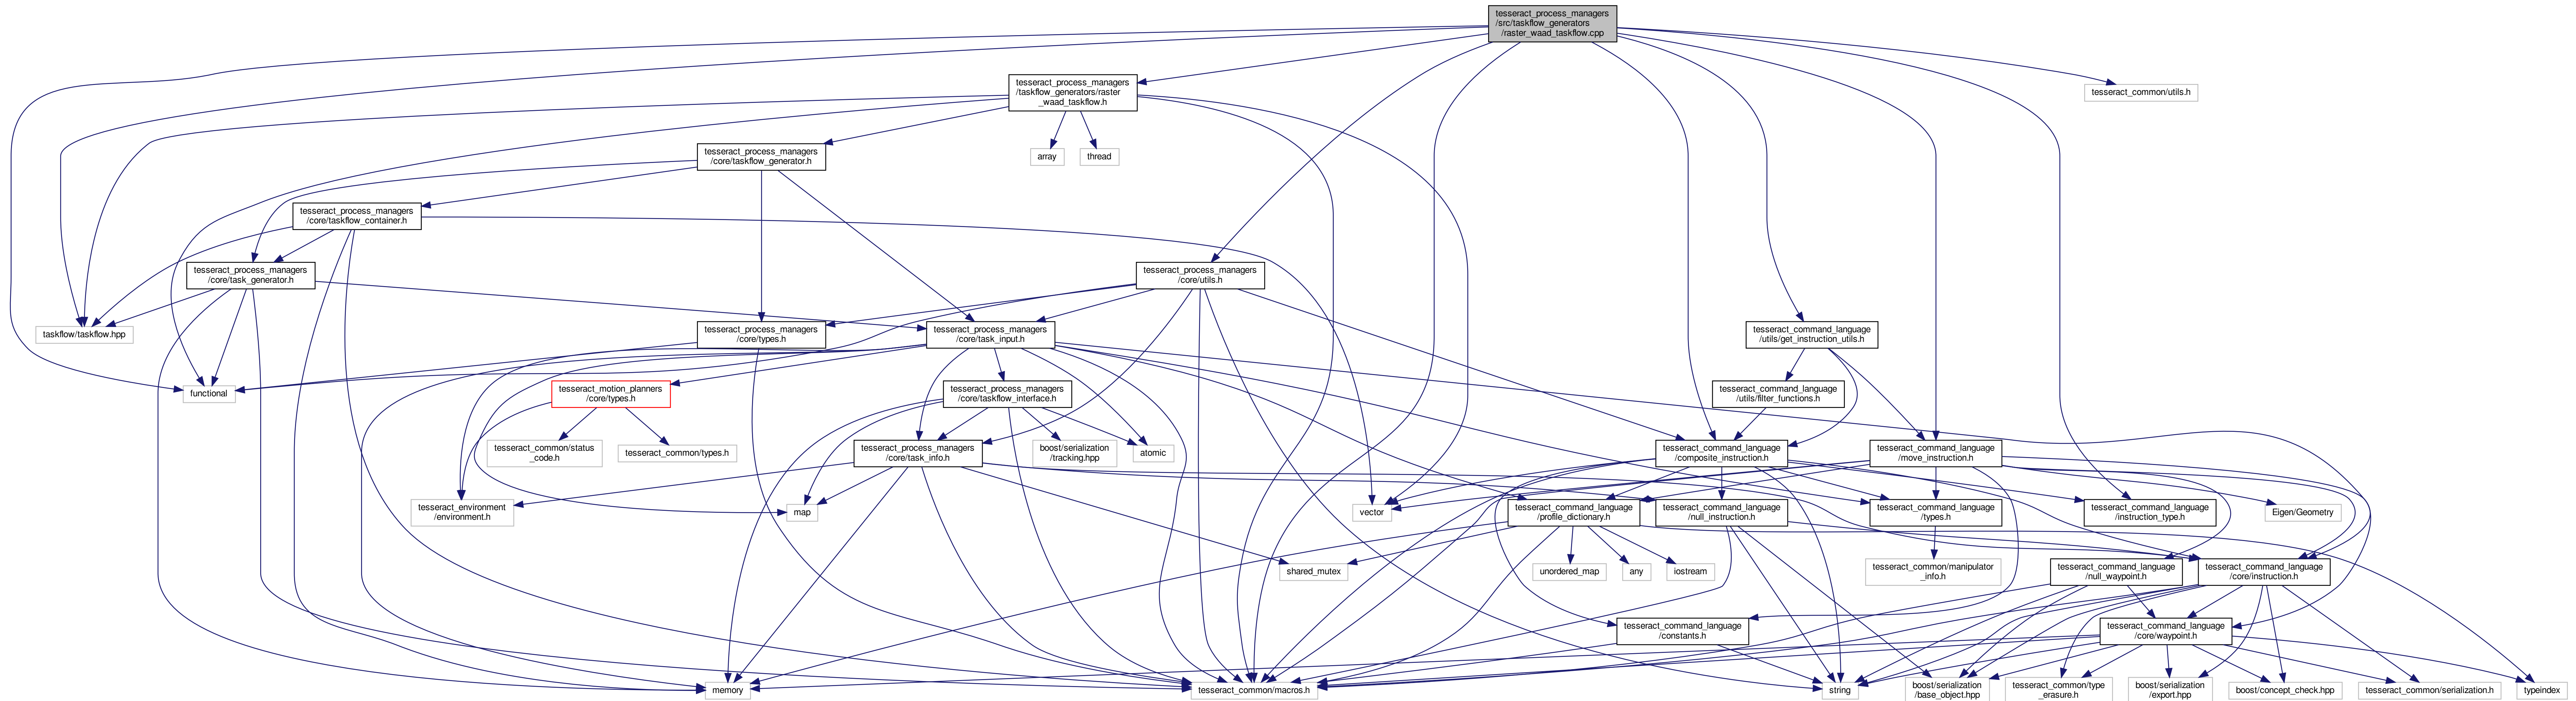 tesseract_process_managers
/src/taskflow_generators
/raster_waad_taskflow.cpp
tesseract_process_managers
/taskflow_generators/raster
_waad_taskflow.h
tesseract_common/utils.h
tesseract_process_managers
/core/taskflow_generator.h
array
thread
tesseract_process_managers
/core/taskflow_container.h
tesseract_process_managers
/core/task_generator.h
tesseract_process_managers
/core/utils.h
taskflow/taskflow.hpp
tesseract_process_managers
/core/types.h
tesseract_process_managers
/core/task_input.h
tesseract_command_language
/utils/get_instruction_utils.h
functional
tesseract_motion_planners
/core/types.h
tesseract_process_managers
/core/taskflow_interface.h
tesseract_command_language
/utils/filter_functions.h
tesseract_common/status
_code.h
tesseract_common/types.h
tesseract_process_managers
/core/task_info.h
boost/serialization
/tracking.hpp
atomic
tesseract_command_language
/composite_instruction.h
tesseract_command_language
/move_instruction.h
tesseract_environment
/environment.h
map
vector
tesseract_command_language
/profile_dictionary.h
tesseract_command_language
/null_instruction.h
tesseract_command_language
/types.h
tesseract_command_language
/instruction_type.h
Eigen/Geometry
shared_mutex
unordered_map
any
iostream
tesseract_common/manipulator
_info.h
tesseract_command_language
/null_waypoint.h
tesseract_command_language
/core/instruction.h
tesseract_command_language
/constants.h
tesseract_command_language
/core/waypoint.h
memory
tesseract_common/macros.h
string
boost/serialization
/base_object.hpp
tesseract_common/type
_erasure.h
boost/serialization
/export.hpp
boost/concept_check.hpp
tesseract_common/serialization.h
typeindex